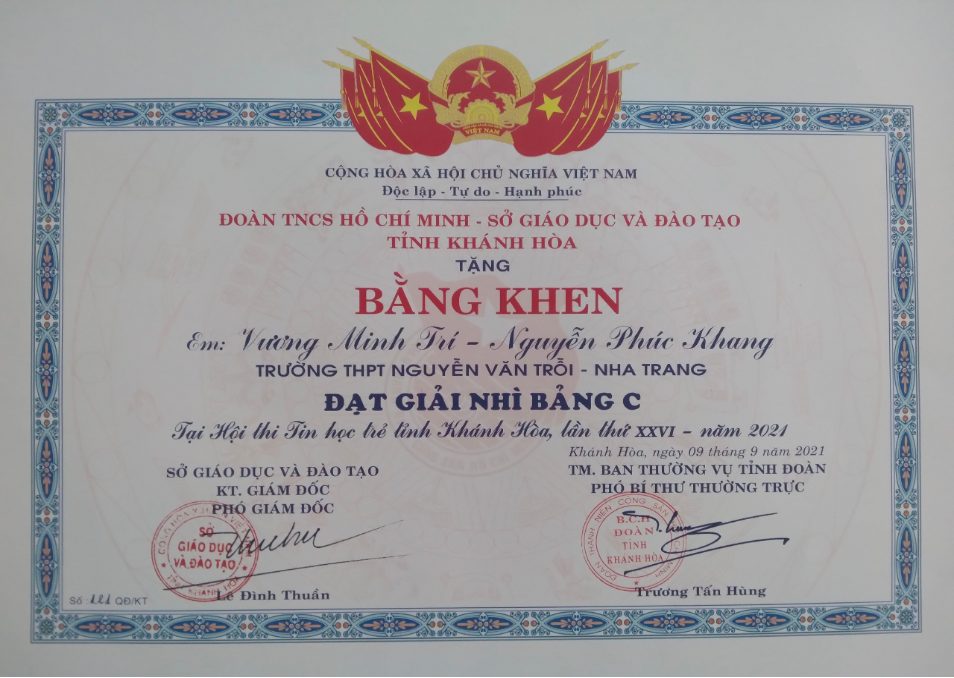 VIỆT NAM
CỘNG HÒA XÃ HỘI CHỦ NGHĨA VIỆT NAM
Độc lập - Tự do - Hạnh phúc
ĐOÀN TNCS HỒ CHÍ MINH - SỞ GIÁO DỤC VÀ ĐÀO TẠO
TỈNH KHÁNH HÒA
TẶNG
BẰNG KHEN
Em: Vương Minh Trí – Nguyễn Phúc Khang
TRƯỜNG THPT NGUYỄN VĂN TRỖI - NHA TRANG
ĐẠT GIẢI NHÌ BẢNG C
Tại Hội thi Tin học trẻ tỉnh Khánh Hòa, lần thứ XXVI – năm 2021
Khánh Hòa, ngày 09 tháng 9 năm 2021
SỞ GIÁO DỤC VÀ ĐÀO TẠO
KT. GIÁM ĐỐC
PHÓ GIÁM ĐỐC
SỞ
GIÁO DỤC
VÀ ĐÀO TẠO
Lê Đình Thuần
Số : QĐ/KT
TM. BAN THƯỜNG VỤ TỈNH ĐOÀN
PHÓ BÍ THƯ THƯỜNG TRỰC
B.C.H
ĐOÀN
TỈNH
KHÁNH HÒA
Trương Tấn Hùng